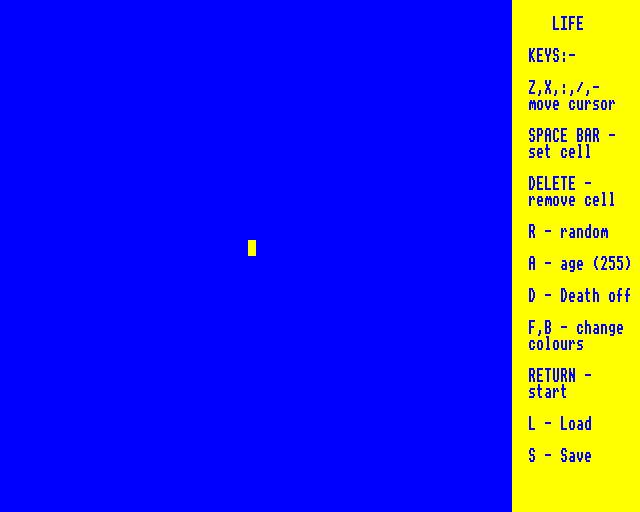 LIFE
KEYS:-
Z,X,:,/,-
move cursor
SPACE BAR -
set cell
DELETE -
remove cell
R - random
A - age (255)
D - Death off
F,B - change
colours
RETURN -
start
L - Load
S - Save